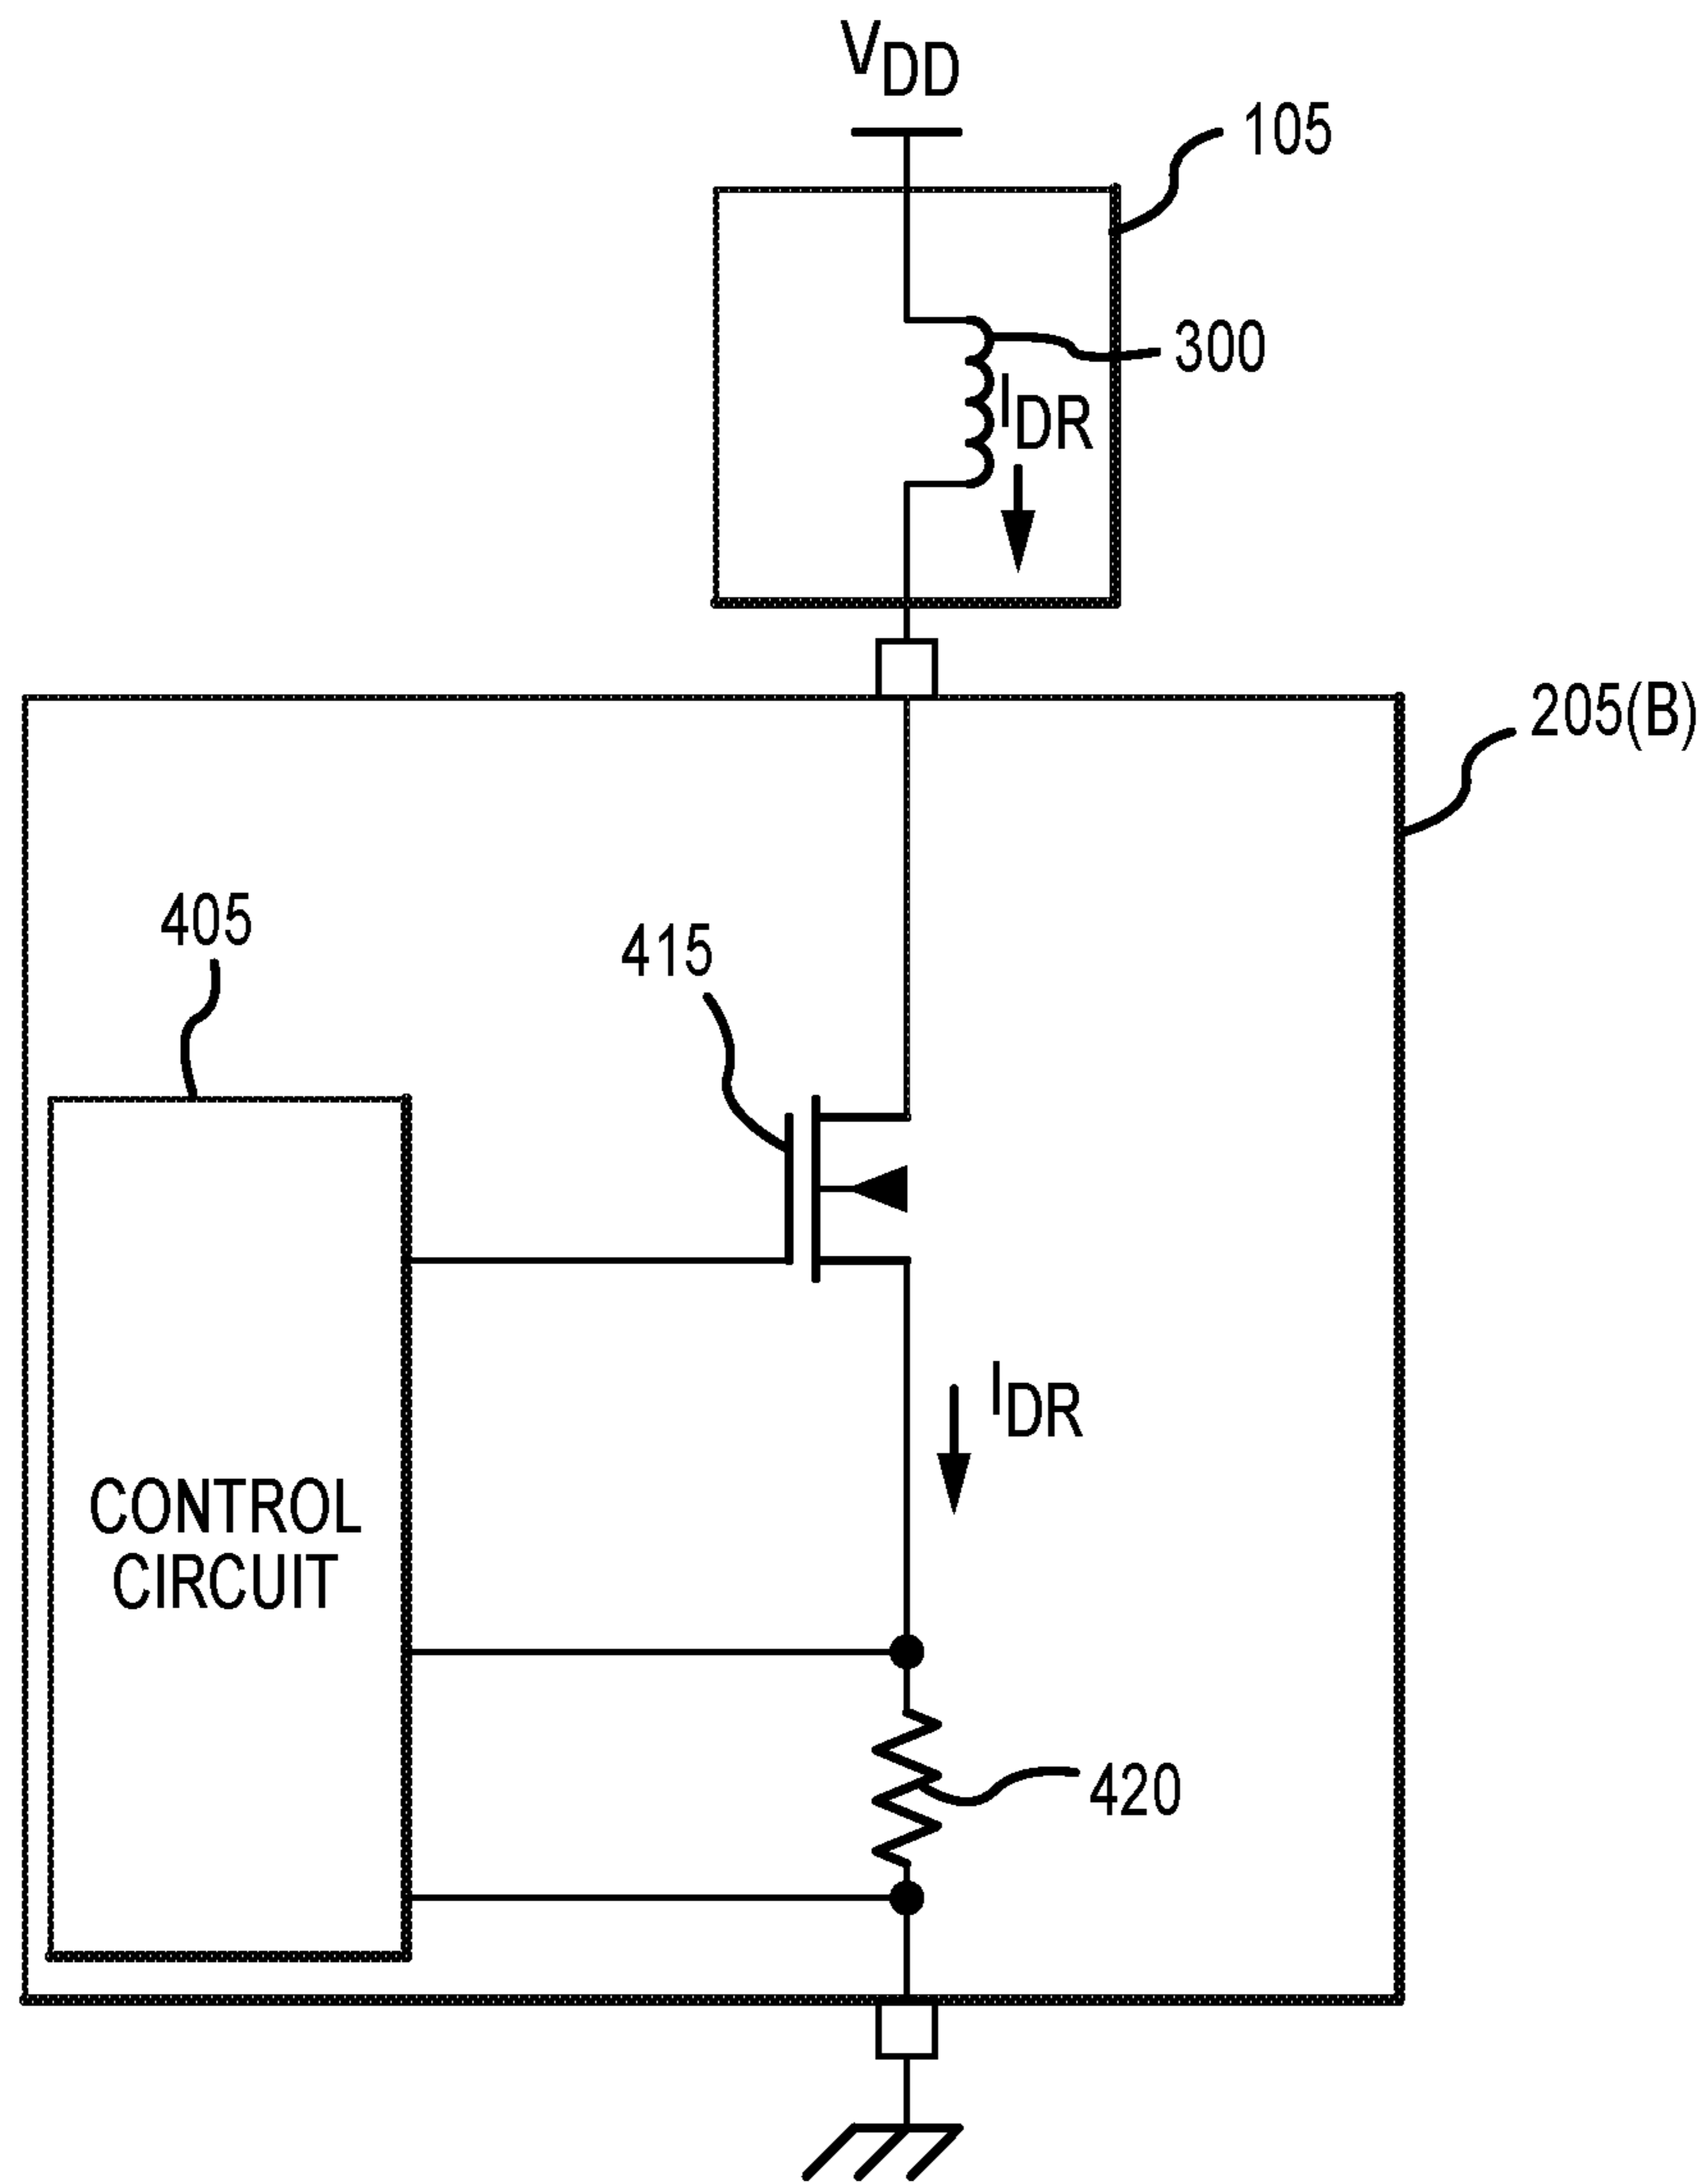 VDD
105
300
IDR
205(B)
405
415
IDR
CONTROL
CIRCUIT
420